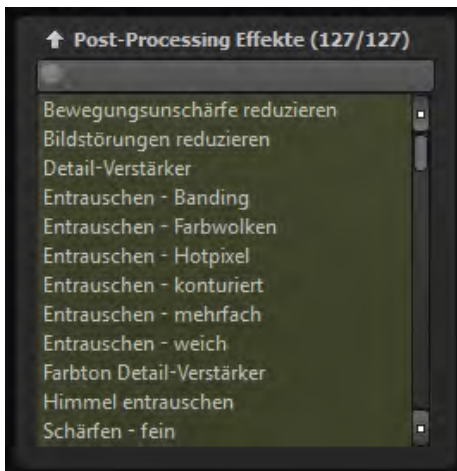 Post-Processing Effekte (127/127)
Bewegungsunschärfe reduzieren
Bildstörungen reduzieren
Detail-Verstärker
Entrauschen - Banding
Entrauschen - Farbwolken
Entrauschen - Hotpixel
Entrauschen - konturiert
Entrauschen - mehrfach
Entrauschen - weich
Farbton Detail-Verstärker
Himmel entrauschen
Schärfen - fein